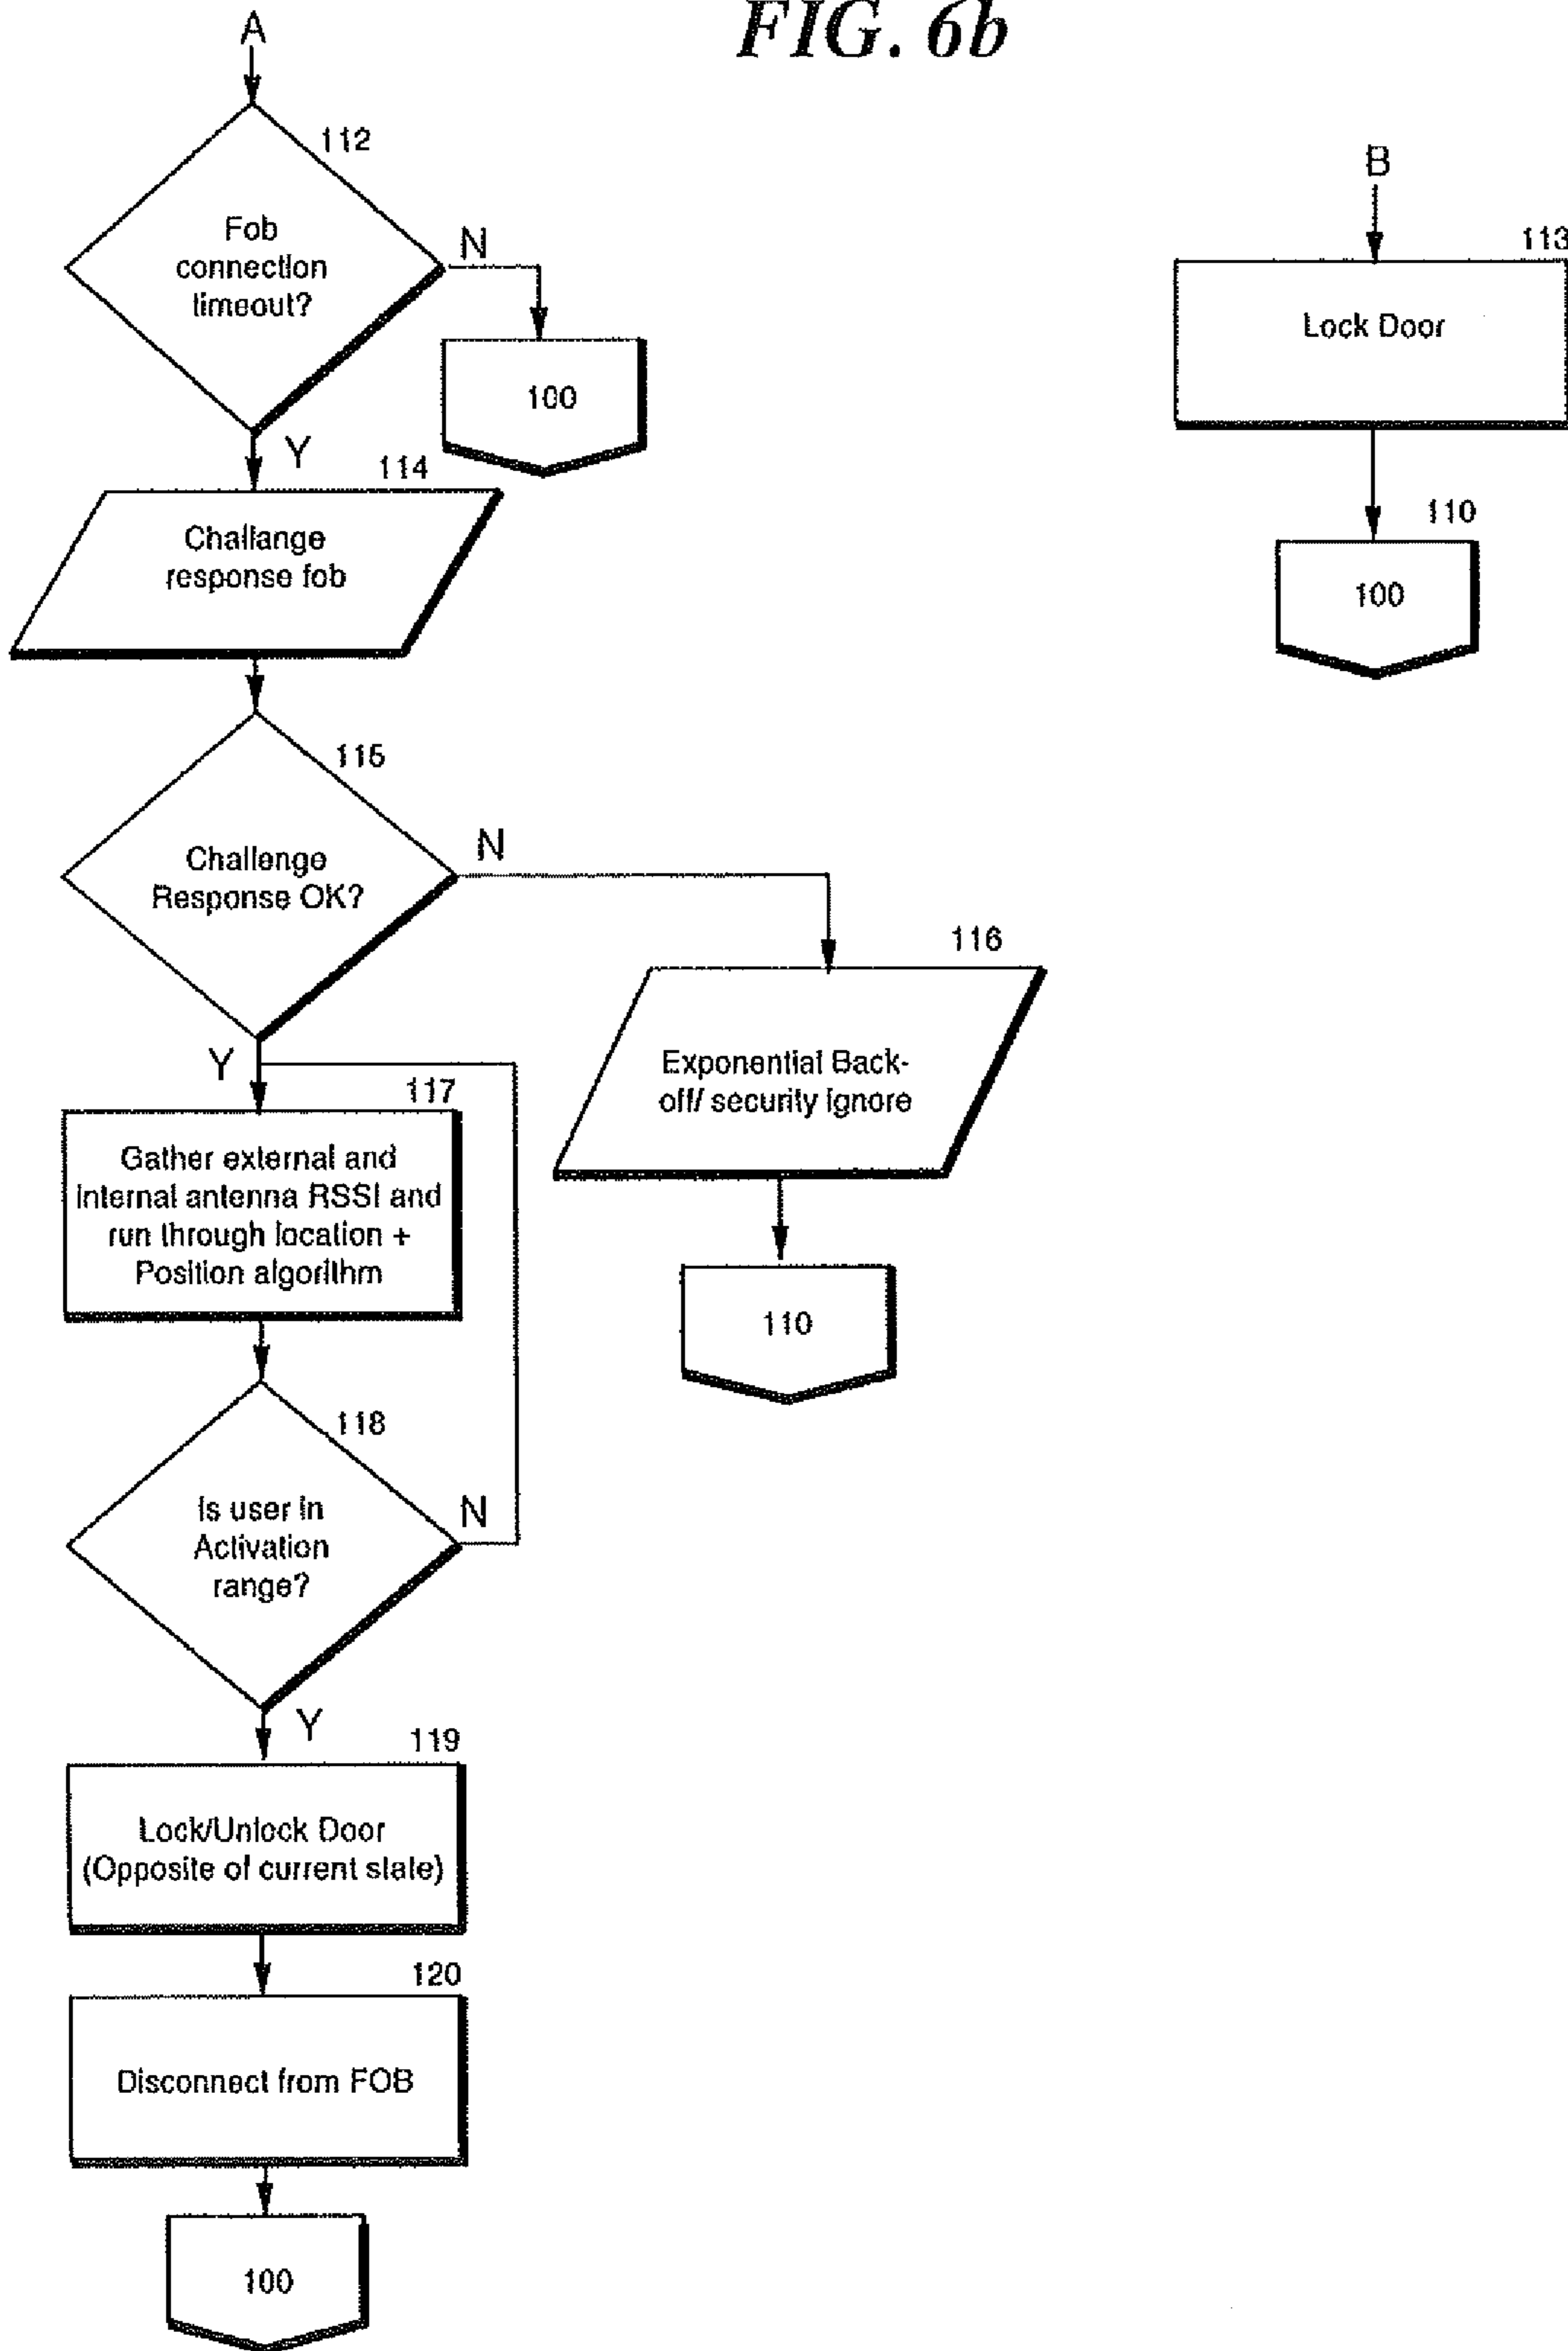 FIG. 6b
A
112
Fob
connection
timeout?
N
100
Y
114
Challange
response fob
115
Challenge
Response OK?
N
116
Exponential Back-
off/ security ignore
110
Y
117
Gather external and
internal antenna RSSI and
run through location +
Position algorithm
118
Is user in
Activation
range?
N
Y
119
Lock/Unlock Door
(Opposite of current state)
120
Disconnect from FOB
100
B
113
Lock Door
110
100